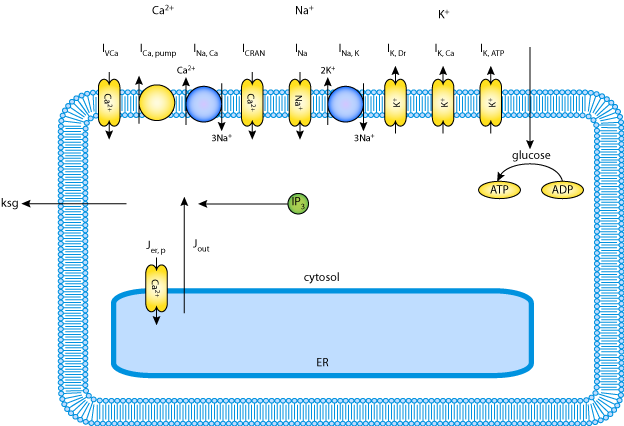 Ca²⁺ Na⁺ K⁺
I_VCa I_Ca, pump I_Na, Ca I_CRAN I_Na I_Na, K I_K, Dr I_K, Ca I_K, ATP
Ca²⁺ 2K⁺
Ca²⁺ Ca²⁺ Na⁺ K⁺ K⁺ K⁺
3Na⁺ 3Na⁺
glucose
ATP ADP
ksg
IP₃
J_er, p J_out
Ca²⁺
cytosol
ER